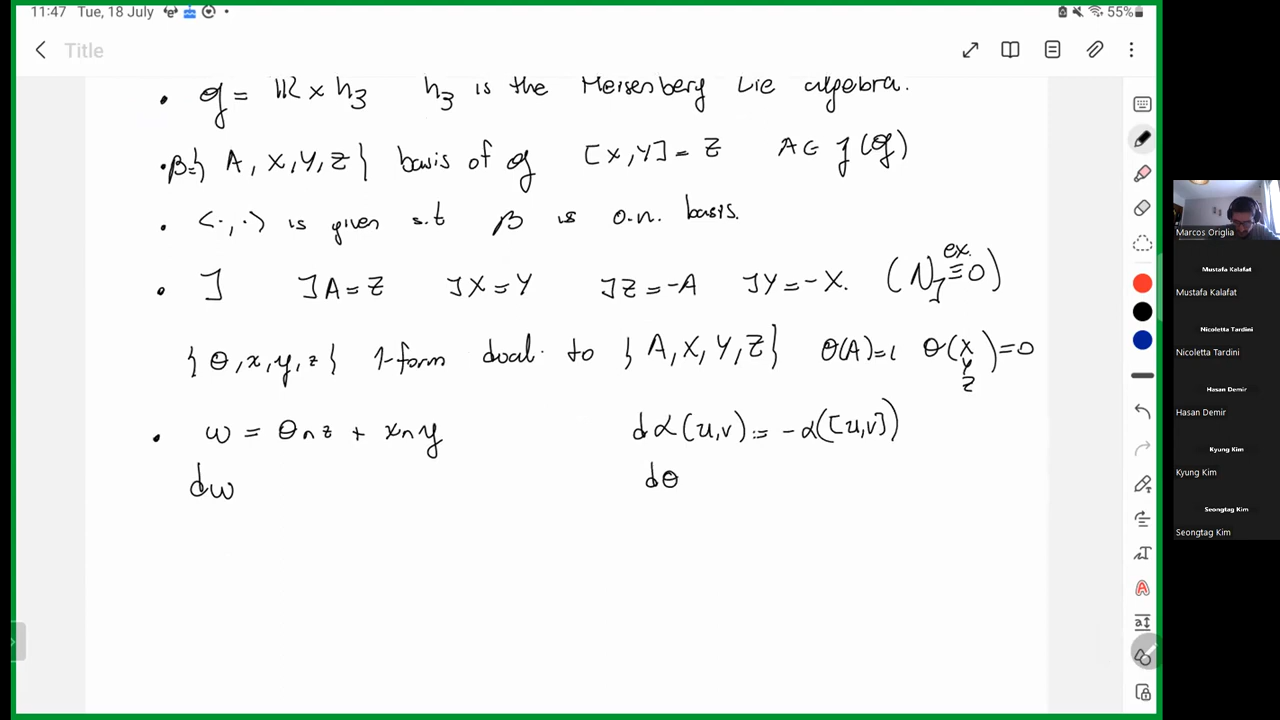 11:47 Tue, 18 July
55%
Title
• g = ℝ × h₃ h₃ is the Heisenberg Lie algebra.
• β = { A, X, Y, Z } basis of g [X, Y] = Z A ∈ z(g)
• ⟨·,·⟩ is given s.t β is o.n. basis.
• J JA = Z JX = Y JZ = -A JY = -X. (N_J ≡ 0) ex.
{ θ, x, y, z } 1-form dual to { A, X, Y, Z } θ(A) = 1 θ(X Y Z) = 0
• ω = θ ∧ z + x ∧ y dα(u,v) := -α([u,v])
dω dθ
Marcos Origlia
Mustafa Kalafat
Mustafa Kalafat
Nicoletta Tardini
Nicoletta Tardini
Hasan Demir
Hasan Demir
Kyung Kim
Kyung Kim
Seongtag Kim
Seongtag Kim